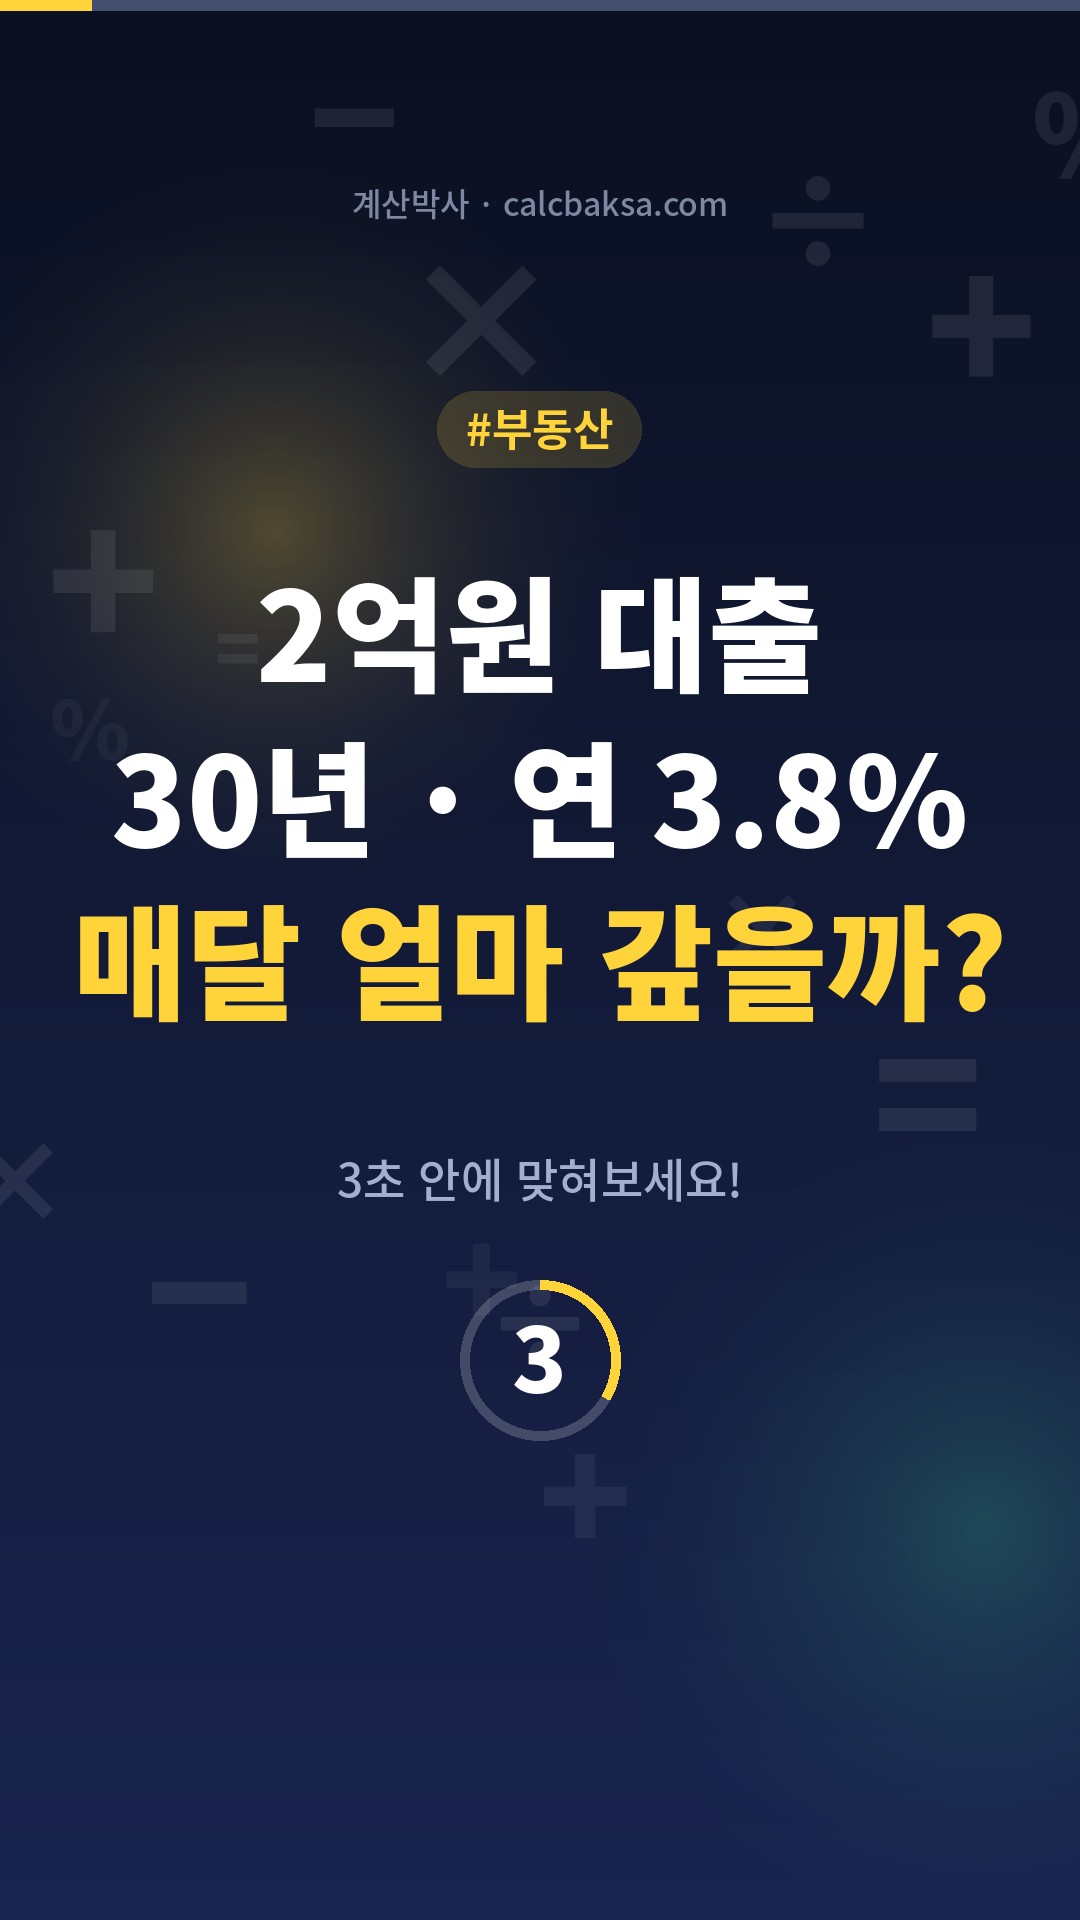 계산박사 · calcbaksa.com
#부동산
2억원 대출
30년 · 연 3.8%
매달 얼마 갚을까?
3초 안에 맞혀보세요!
3